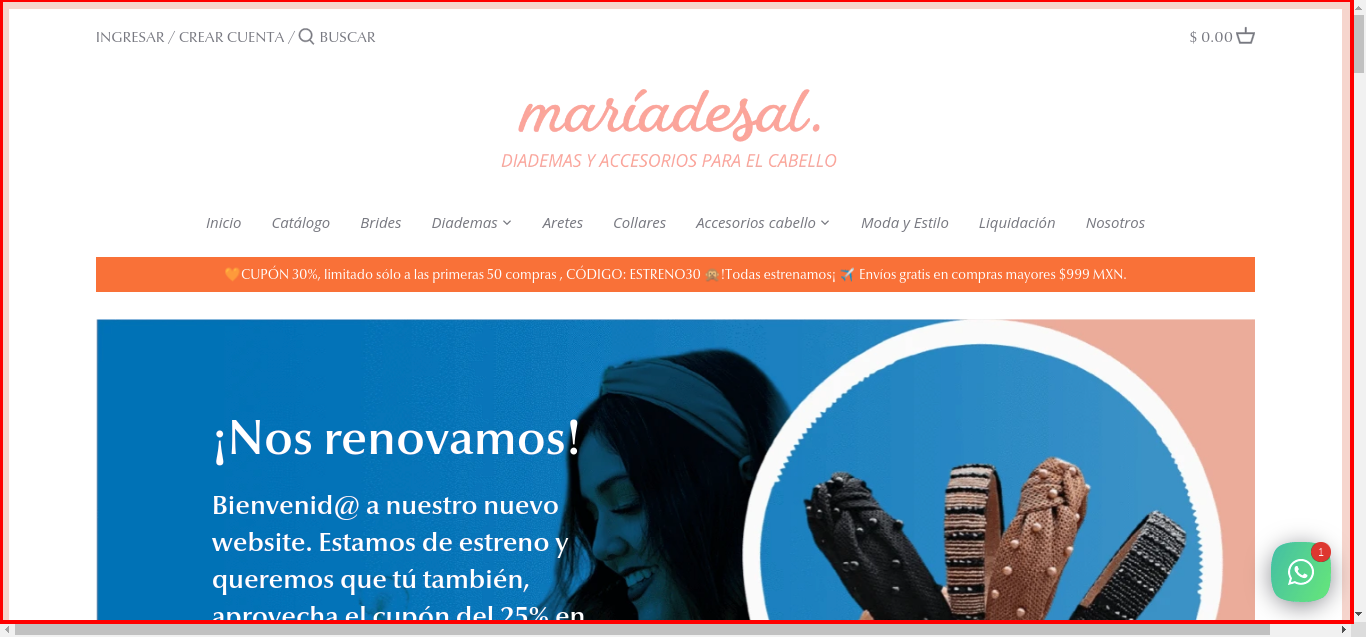 INGRESAR / CREAR CUENTA / BUSCAR
$ 0.00
maríadesal.
DIADEMAS Y ACCESORIOS PARA EL CABELLO
Inicio Catálogo Brides Diademas Aretes Collares Accesorios cabello Moda y Estilo Liquidación Nosotros
🧡CUPÓN 30%, limitado sólo a las primeras 50 compras , CÓDIGO: ESTRENO30 🙊!Todas estrenamos¡ ✈️ Envíos gratis en compras mayores $999 MXN.
¡Nos renovamos!
Bienvenid@ a nuestro nuevo
website. Estamos de estreno y
queremos que tú también,
aprovecha el cupón del 25% en
1